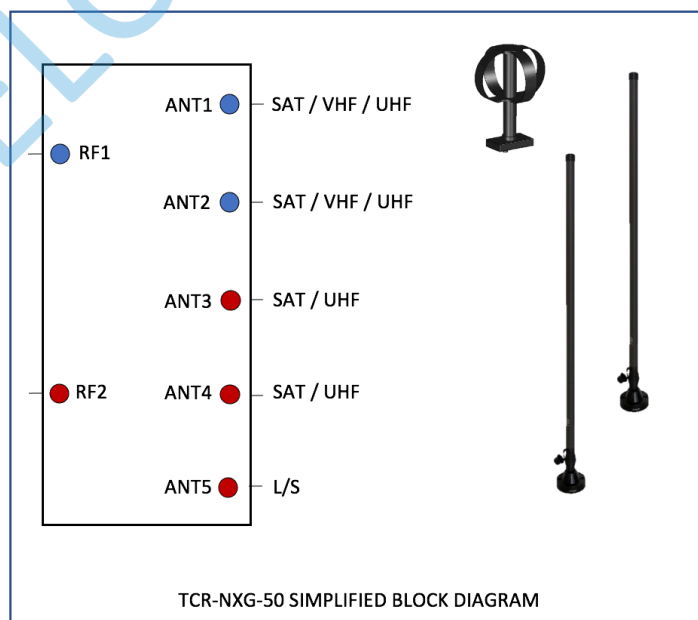 ANT1 SAT / VHF / UHF
RF1
ANT2 SAT / VHF / UHF
ANT3 SAT / UHF
RF2 ANT4 SAT / UHF
ANT5 L/S
TCR-NXG-50 SIMPLIFIED BLOCK DIAGRAM